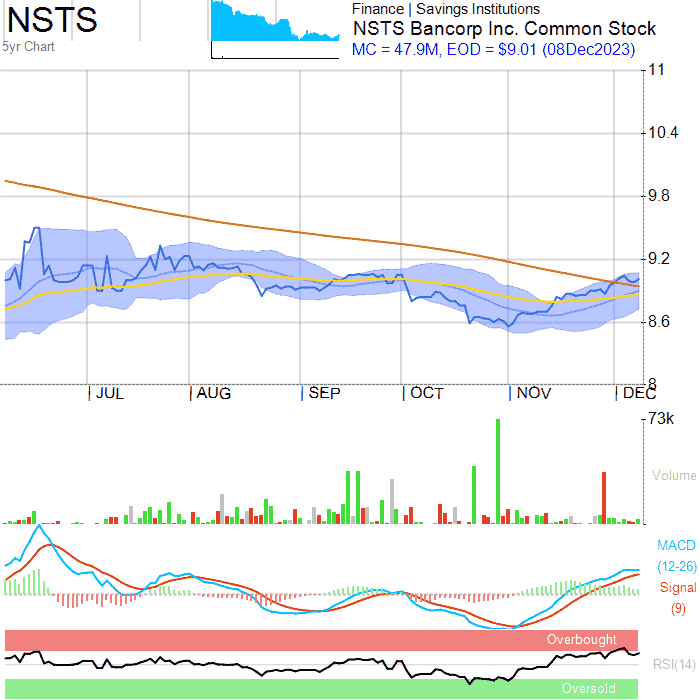 NSTS
5yr Chart
Finance | Savings Institutions
NSTS Bancorp Inc. Common Stock
MC = 47.9M, EOD = $9.01 (08Dec2023)
11
10.4
9.8
9.2
8.6
8
JUL AUG SEP OCT NOV DEC
73k
Volume
MACD
(12-26)
Signal
(9)
Overbought
RSI(14)
Oversold